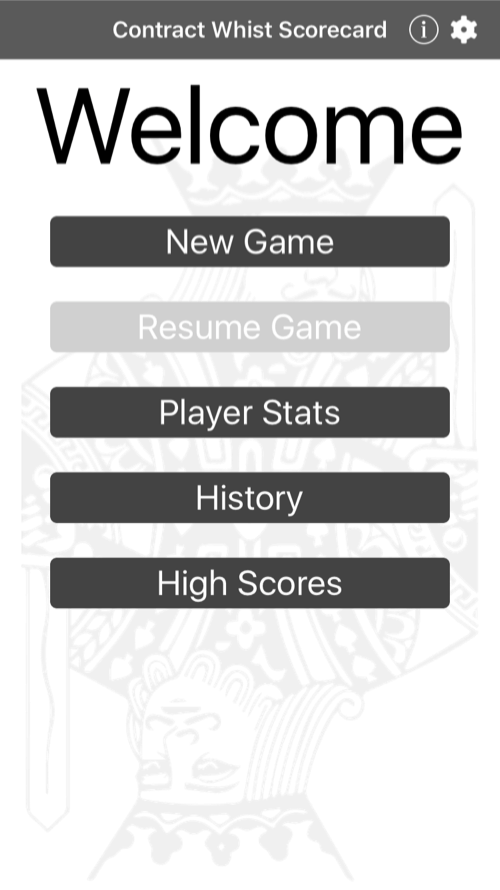 Contract Whist Scorecard
Welcome
New Game
Resume Game
Player Stats
History
High Scores